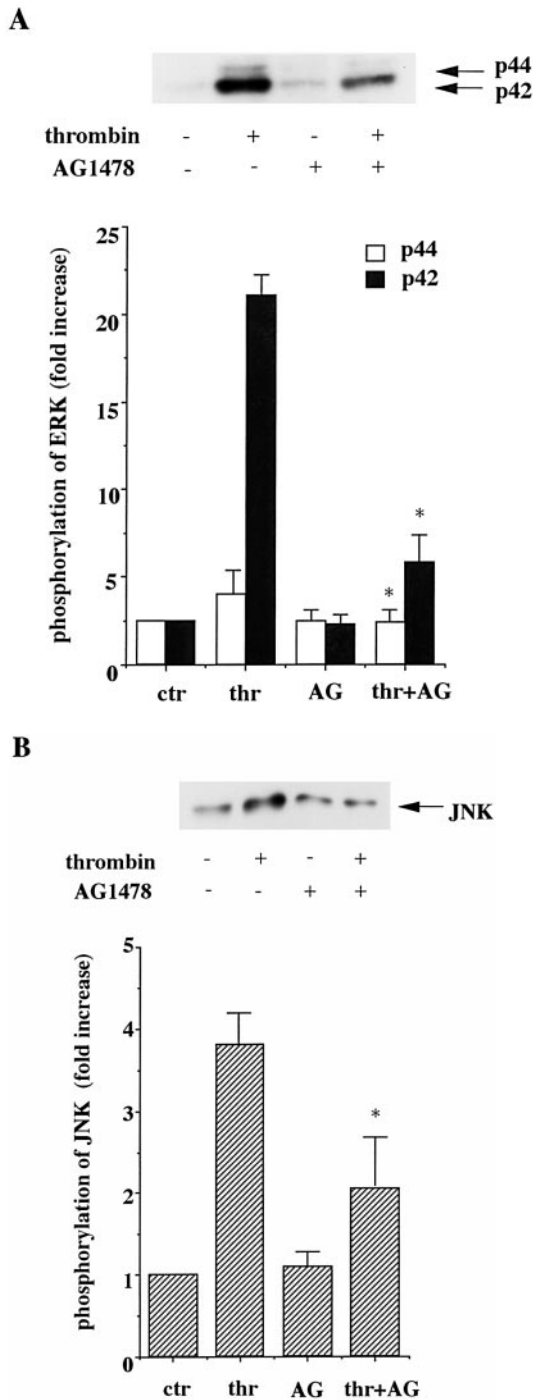 A
p44
p42
thrombin - + - +
AG1478 - - + +
phosphorylation of ERK (fold increase)
25
20
15
10
5
0
p44
p42
*
*
ctr thr AG thr+AG
B
JNK
thrombin - + - +
AG1478 - - + +
phosphorylation of JNK (fold increase)
5
4
3
2
1
0
*
ctr thr AG thr+AG